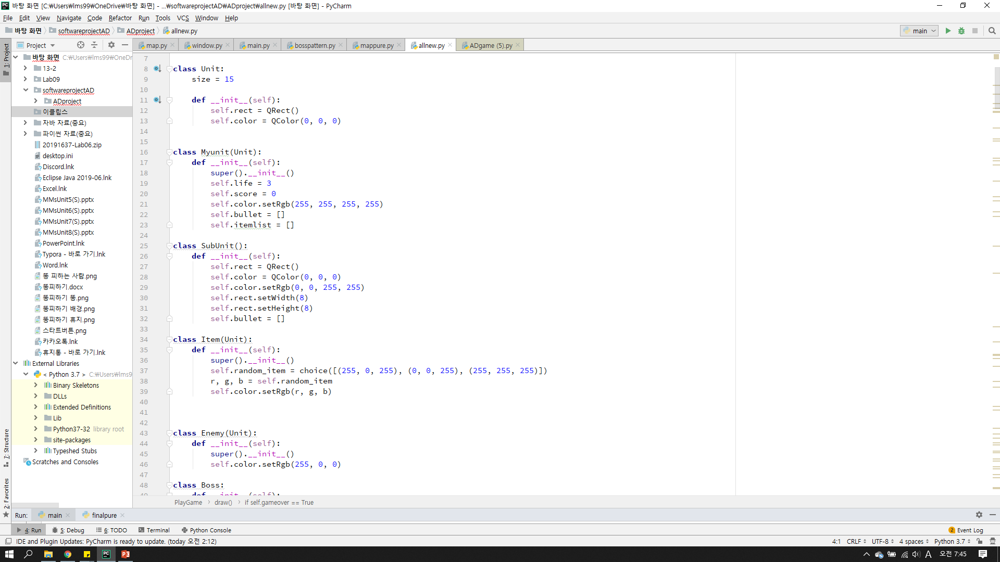 바탕 화면 [C:₩Users₩lms99₩OneDrive₩바탕 화면] - ...₩softwareprojectAD₩ADproject₩allnew.py [바탕 화면] - PyCharm
File Edit View Navigate Code Refactor Run Tools VCS Window Help
바탕 화면 softwareprojectAD ADproject allnew.py main
Project map.py window.py main.py bosspattern.py mappure.py allnew.py ADgame (5).py
1: Project
7: Structure
2: Favorites
바탕 화면 C:₩Users₩lms99₩OneDr
13-2
Lab09
softwareprojectAD
ADproject
이클립스
자바 자료(중요)
파이썬 자료(중요)
20191637-Lab06.zip
desktop.ini
Discord.lnk
Eclipse Java 2019-06.lnk
Excel.lnk
MMsUnit5(S).pptx
MMsUnit6(S).pptx
MMsUnit7(S).pptx
MMsUnit8(S).pptx
PowerPoint.lnk
Typora - 바로 가기.lnk
Word.lnk
똥 피하는 사람.png
똥피하기.docx
똥피하기 똥.png
똥피하기 배경.png
똥피하기 휴지.png
스타트버튼.png
카카오톡.lnk
휴지통 - 바로 가기.lnk
External Libraries
< Python 3.7 > C:₩Users₩lms9
Binary Skeletons
DLLs
Extended Definitions
Lib
Python37-32 library root
site-packages
Typeshed Stubs
Scratches and Consoles
7
8 class Unit:
9 size = 15
10
11 def __init__(self):
12 self.rect = QRect()
13 self.color = QColor(0, 0, 0)
14
15
16 class Myunit(Unit):
17 def __init__(self):
18 super().__init__()
19 self.life = 3
20 self.score = 0
21 self.color.setRgb(255, 255, 255, 255)
22 self.bullet = []
23 self.itemlist = []
24
25 class SubUnit():
26 def __init__(self):
27 self.rect = QRect()
28 self.color = QColor(0, 0, 0)
29 self.color.setRgb(0, 0, 255, 255)
30 self.rect.setWidth(8)
31 self.rect.setHeight(8)
32 self.bullet = []
33
34 class Item(Unit):
35 def __init__(self):
36 super().__init__()
37 self.random_item = choice([(255, 0, 255), (0, 0, 255), (255, 255, 255)])
38 r, g, b = self.random_item
39 self.color.setRgb(r, g, b)
40
41
42
43 class Enemy(Unit):
44 def __init__(self):
45 super().__init__()
46 self.color.setRgb(255, 0, 0)
47
48 class Boss:
49 def __init__(self):
PlayGame draw() if self.gameover == True
Run: main finalpure
4: Run 5: Debug 6: TODO Terminal Python Console 2 Event Log
IDE and Plugin Updates: PyCharm is ready to update. (today 오전 2:12) 4:1 CRLF UTF-8 4 spaces Python 3.7
A 오전 7:45